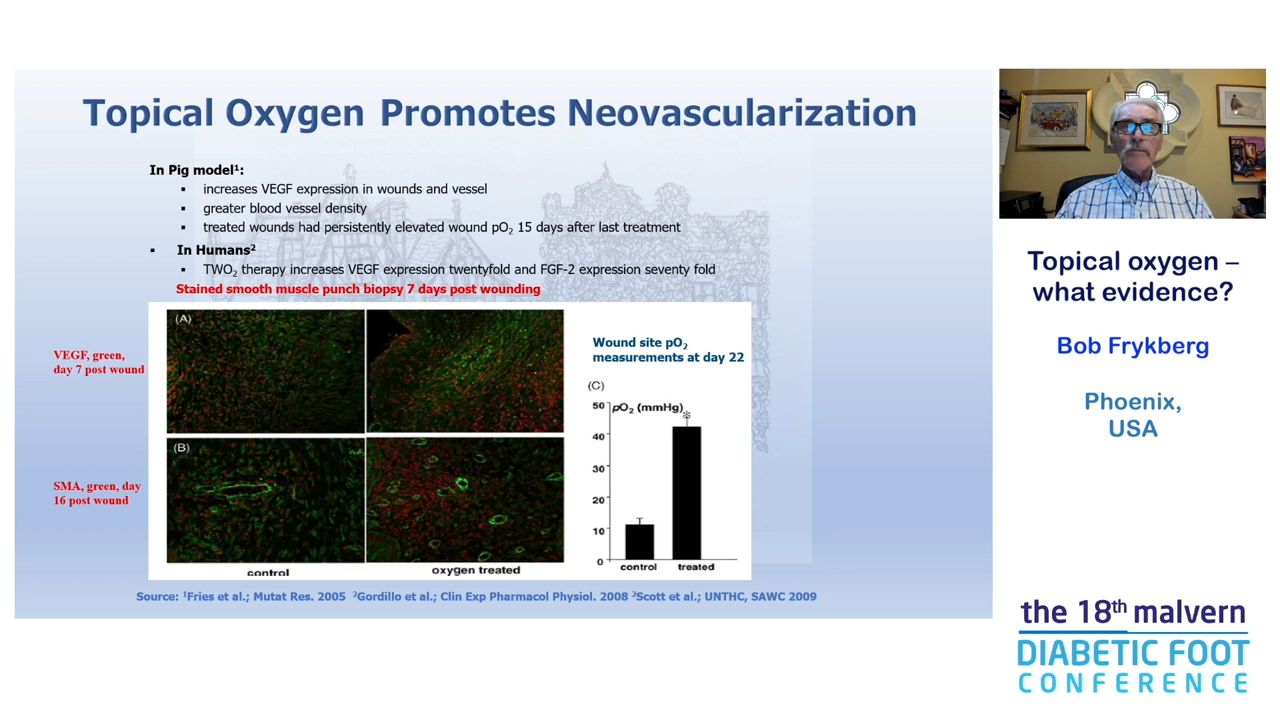 Topical Oxygen Promotes Neovascularization
In Pig model¹:
▪ increases VEGF expression in wounds and vessel
▪ greater blood vessel density
▪ treated wounds had persistently elevated wound pO₂ 15 days after last treatment
▪ In Humans²
▪ TWO₂ therapy increases VEGF expression twentyfold and FGF-2 expression seventy fold
Stained smooth muscle punch biopsy 7 days post wounding
VEGF, green,
day 7 post wound
(A)
SMA, green, day
16 post wound
(B)
control
oxygen treated
Wound site pO₂
measurements at day 22
(C)
pO₂ (mmHg)
*
50
40
30
20
10
0
control treated
Source: ¹Fries et al.; Mutat Res. 2005 ²Gordillo et al.; Clin Exp Pharmacol Physiol. 2008 ²Scott et al.; UNTHC, SAWC 2009
Topical oxygen –
what evidence?
Bob Frykberg
Phoenix,
USA
the 18th malvern
DIABETIC FOOT
CONFERENCE